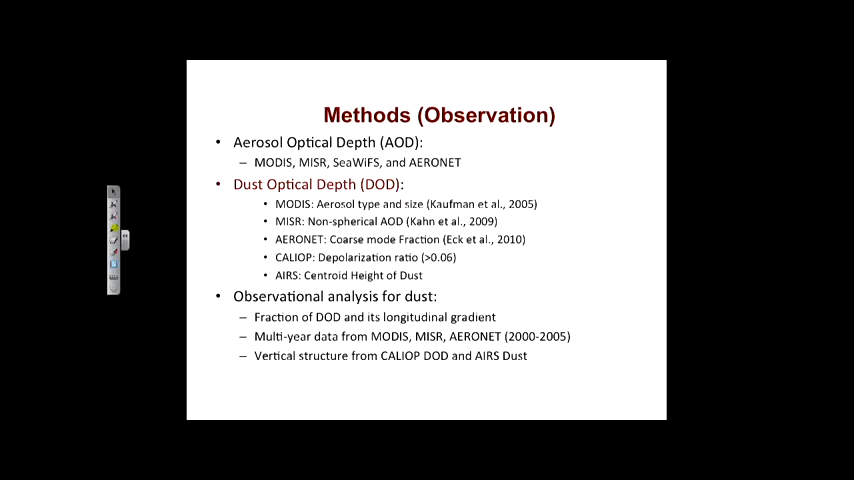 Methods (Observation)
• Aerosol Optical Depth (AOD):
– MODIS, MISR, SeaWiFS, and AERONET
• Dust Optical Depth (DOD):
• MODIS: Aerosol type and size (Kaufman et al., 2005)
• MISR: Non-spherical AOD (Kahn et al., 2009)
• AERONET: Coarse mode Fraction (Eck et al., 2010)
• CALIOP: Depolarization ratio (>0.06)
• AIRS: Centroid Height of Dust
• Observational analysis for dust:
– Fraction of DOD and its longitudinal gradient
– Multi-year data from MODIS, MISR, AERONET (2000-2005)
– Vertical structure from CALIOP DOD and AIRS Dust